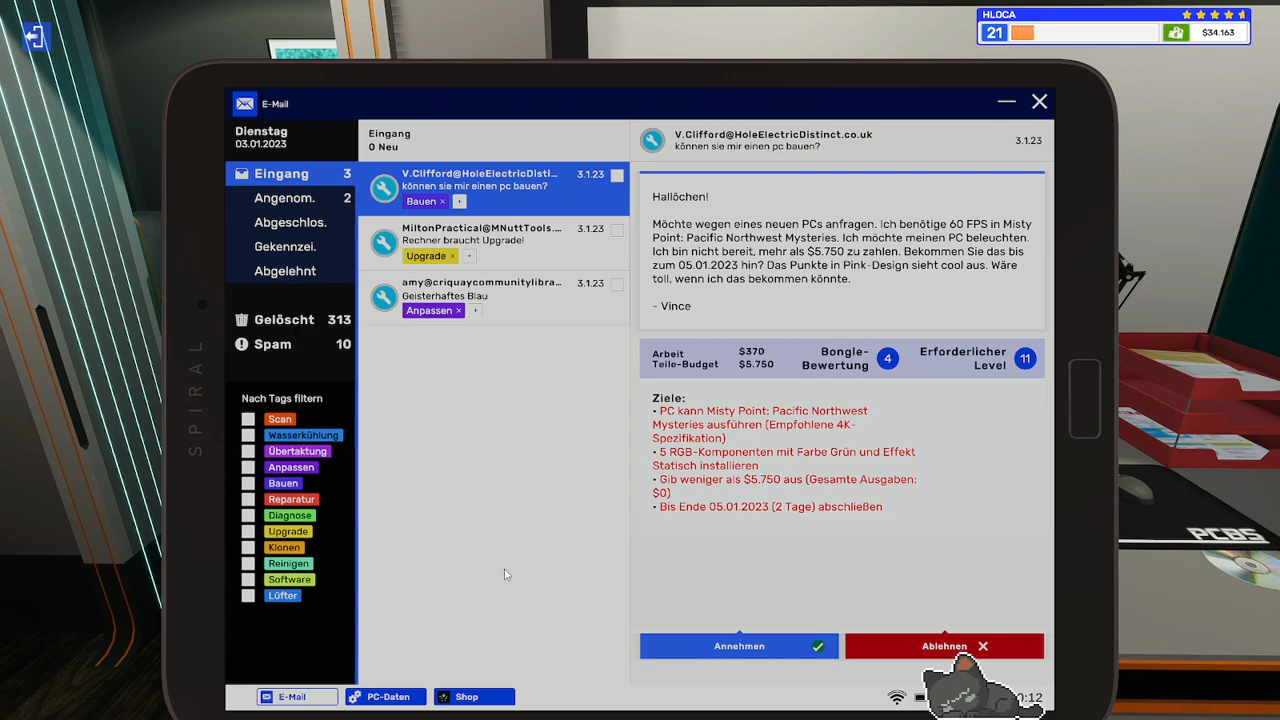 HLOCA
21
$34.163
E-Mail
Dienstag
03.01.2023
Eingang 3
Angenom. 2
Abgeschlos.
Gekennzei.
Abgelehnt
Gelöscht 313
Spam 10
Nach Tags filtern
Scan
Wasserkühlung
Übertaktung
Anpassen
Bauen
Reparatur
Diagnose
Upgrade
Klonen
Reinigen
Software
Lüfter
Eingang
0 Neu
V.Clifford@HoleElectricDisti... 3.1.23
können sie mir einen pc bauen?
Bauen × +
MiltonPractical@MNuttTools.... 3.1.23
Rechner braucht Upgrade!
Upgrade × +
amy@criquaycommunitylibra... 3.1.23
Geisterhaftes Blau
Anpassen × +
V.Clifford@HoleElectricDistinct.co.uk
können sie mir einen pc bauen?
3.1.23
Hallöchen!
Möchte wegen eines neuen PCs anfragen. Ich benötige 60 FPS in Misty
Point: Pacific Northwest Mysteries. Ich möchte meinen PC beleuchten.
Ich bin nicht bereit, mehr als $5.750 zu zahlen. Bekommen Sie das bis
zum 05.01.2023 hin? Das Punkte in Pink-Design sieht cool aus. Wäre
toll, wenn ich das bekommen könnte.
- Vince
Arbeit $370
Teile-Budget $5.750
Bongle-
Bewertung 4
Erforderlicher
Level 11
Ziele:
• PC kann Misty Point: Pacific Northwest
Mysteries ausführen (Empfohlene 4K-
Spezifikation)
• 5 RGB-Komponenten mit Farbe Grün und Effekt
Statisch installieren
• Gib weniger als $5.750 aus (Gesamte Ausgaben:
$0)
• Bis Ende 05.01.2023 (2 Tage) abschließen
Annehmen
Ablehnen
E-Mail
PC-Daten
Shop
0:12
SPIRAL
PCBS